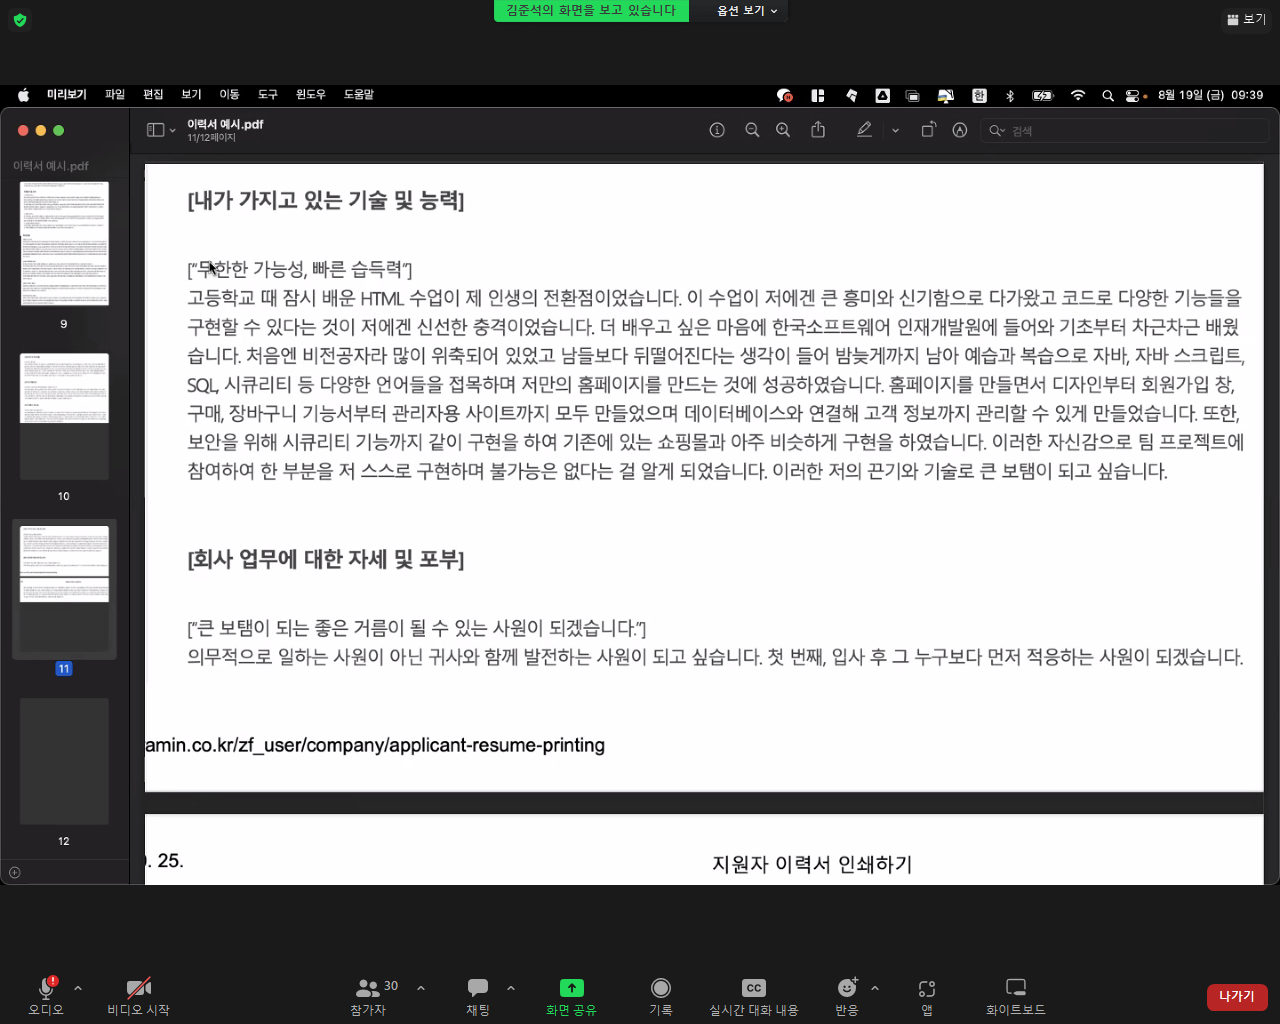 김준석의 화면을 보고 있습니다
옵션 보기
보기
미리보기 파일 편집 보기 이동 도구 윈도우 도움말
한
8월 19일 (금) 09:39
이력서 예시.pdf
11/12페이지
검색
이력서 예시.pdf
9
10
11
12
[내가 가지고 있는 기술 및 능력]
["무한한 가능성, 빠른 습득력"]
고등학교 때 잠시 배운 HTML 수업이 제 인생의 전환점이었습니다. 이 수업이 저에겐 큰 흥미와 신기함으로 다가왔고 코드로 다양한 기능들을
구현할 수 있다는 것이 저에겐 신선한 충격이었습니다. 더 배우고 싶은 마음에 한국소프트웨어 인재개발원에 들어와 기초부터 차근차근 배웠
습니다. 처음엔 비전공자라 많이 위축되어 있었고 남들보다 뒤떨어진다는 생각이 들어 밤늦게까지 남아 예습과 복습으로 자바, 자바 스크립트,
SQL, 시큐리티 등 다양한 언어들을 접목하며 저만의 홈페이지를 만드는 것에 성공하였습니다. 홈페이지를 만들면서 디자인부터 회원가입 창,
구매, 장바구니 기능서부터 관리자용 사이트까지 모두 만들었으며 데이터베이스와 연결해 고객 정보까지 관리할 수 있게 만들었습니다. 또한,
보안을 위해 시큐리티 기능까지 같이 구현을 하여 기존에 있는 쇼핑몰과 아주 비슷하게 구현을 하였습니다. 이러한 자신감으로 팀 프로젝트에
참여하여 한 부분을 저 스스로 구현하며 불가능은 없다는 걸 알게 되었습니다. 이러한 저의 끈기와 기술로 큰 보탬이 되고 싶습니다.
[회사 업무에 대한 자세 및 포부]
["큰 보탬이 되는 좋은 거름이 될 수 있는 사원이 되겠습니다."]
의무적으로 일하는 사원이 아닌 귀사와 함께 발전하는 사원이 되고 싶습니다. 첫 번째, 입사 후 그 누구보다 먼저 적응하는 사원이 되겠습니다.
amin.co.kr/zf_user/company/applicant-resume-printing
. 25.
지원자 이력서 인쇄하기
오디오
비디오 시작
참가자
30
채팅
화면 공유
기록
CC
실시간 대화 내용
반응
앱
화이트보드
나가기